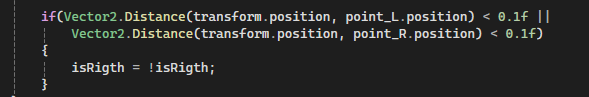 if(Vector2.Distance(transform.position, point_L.position) < 0.1f ||
Vector2.Distance(transform.position, point_R.position) < 0.1f)
{
isRigth = !isRigth;
}